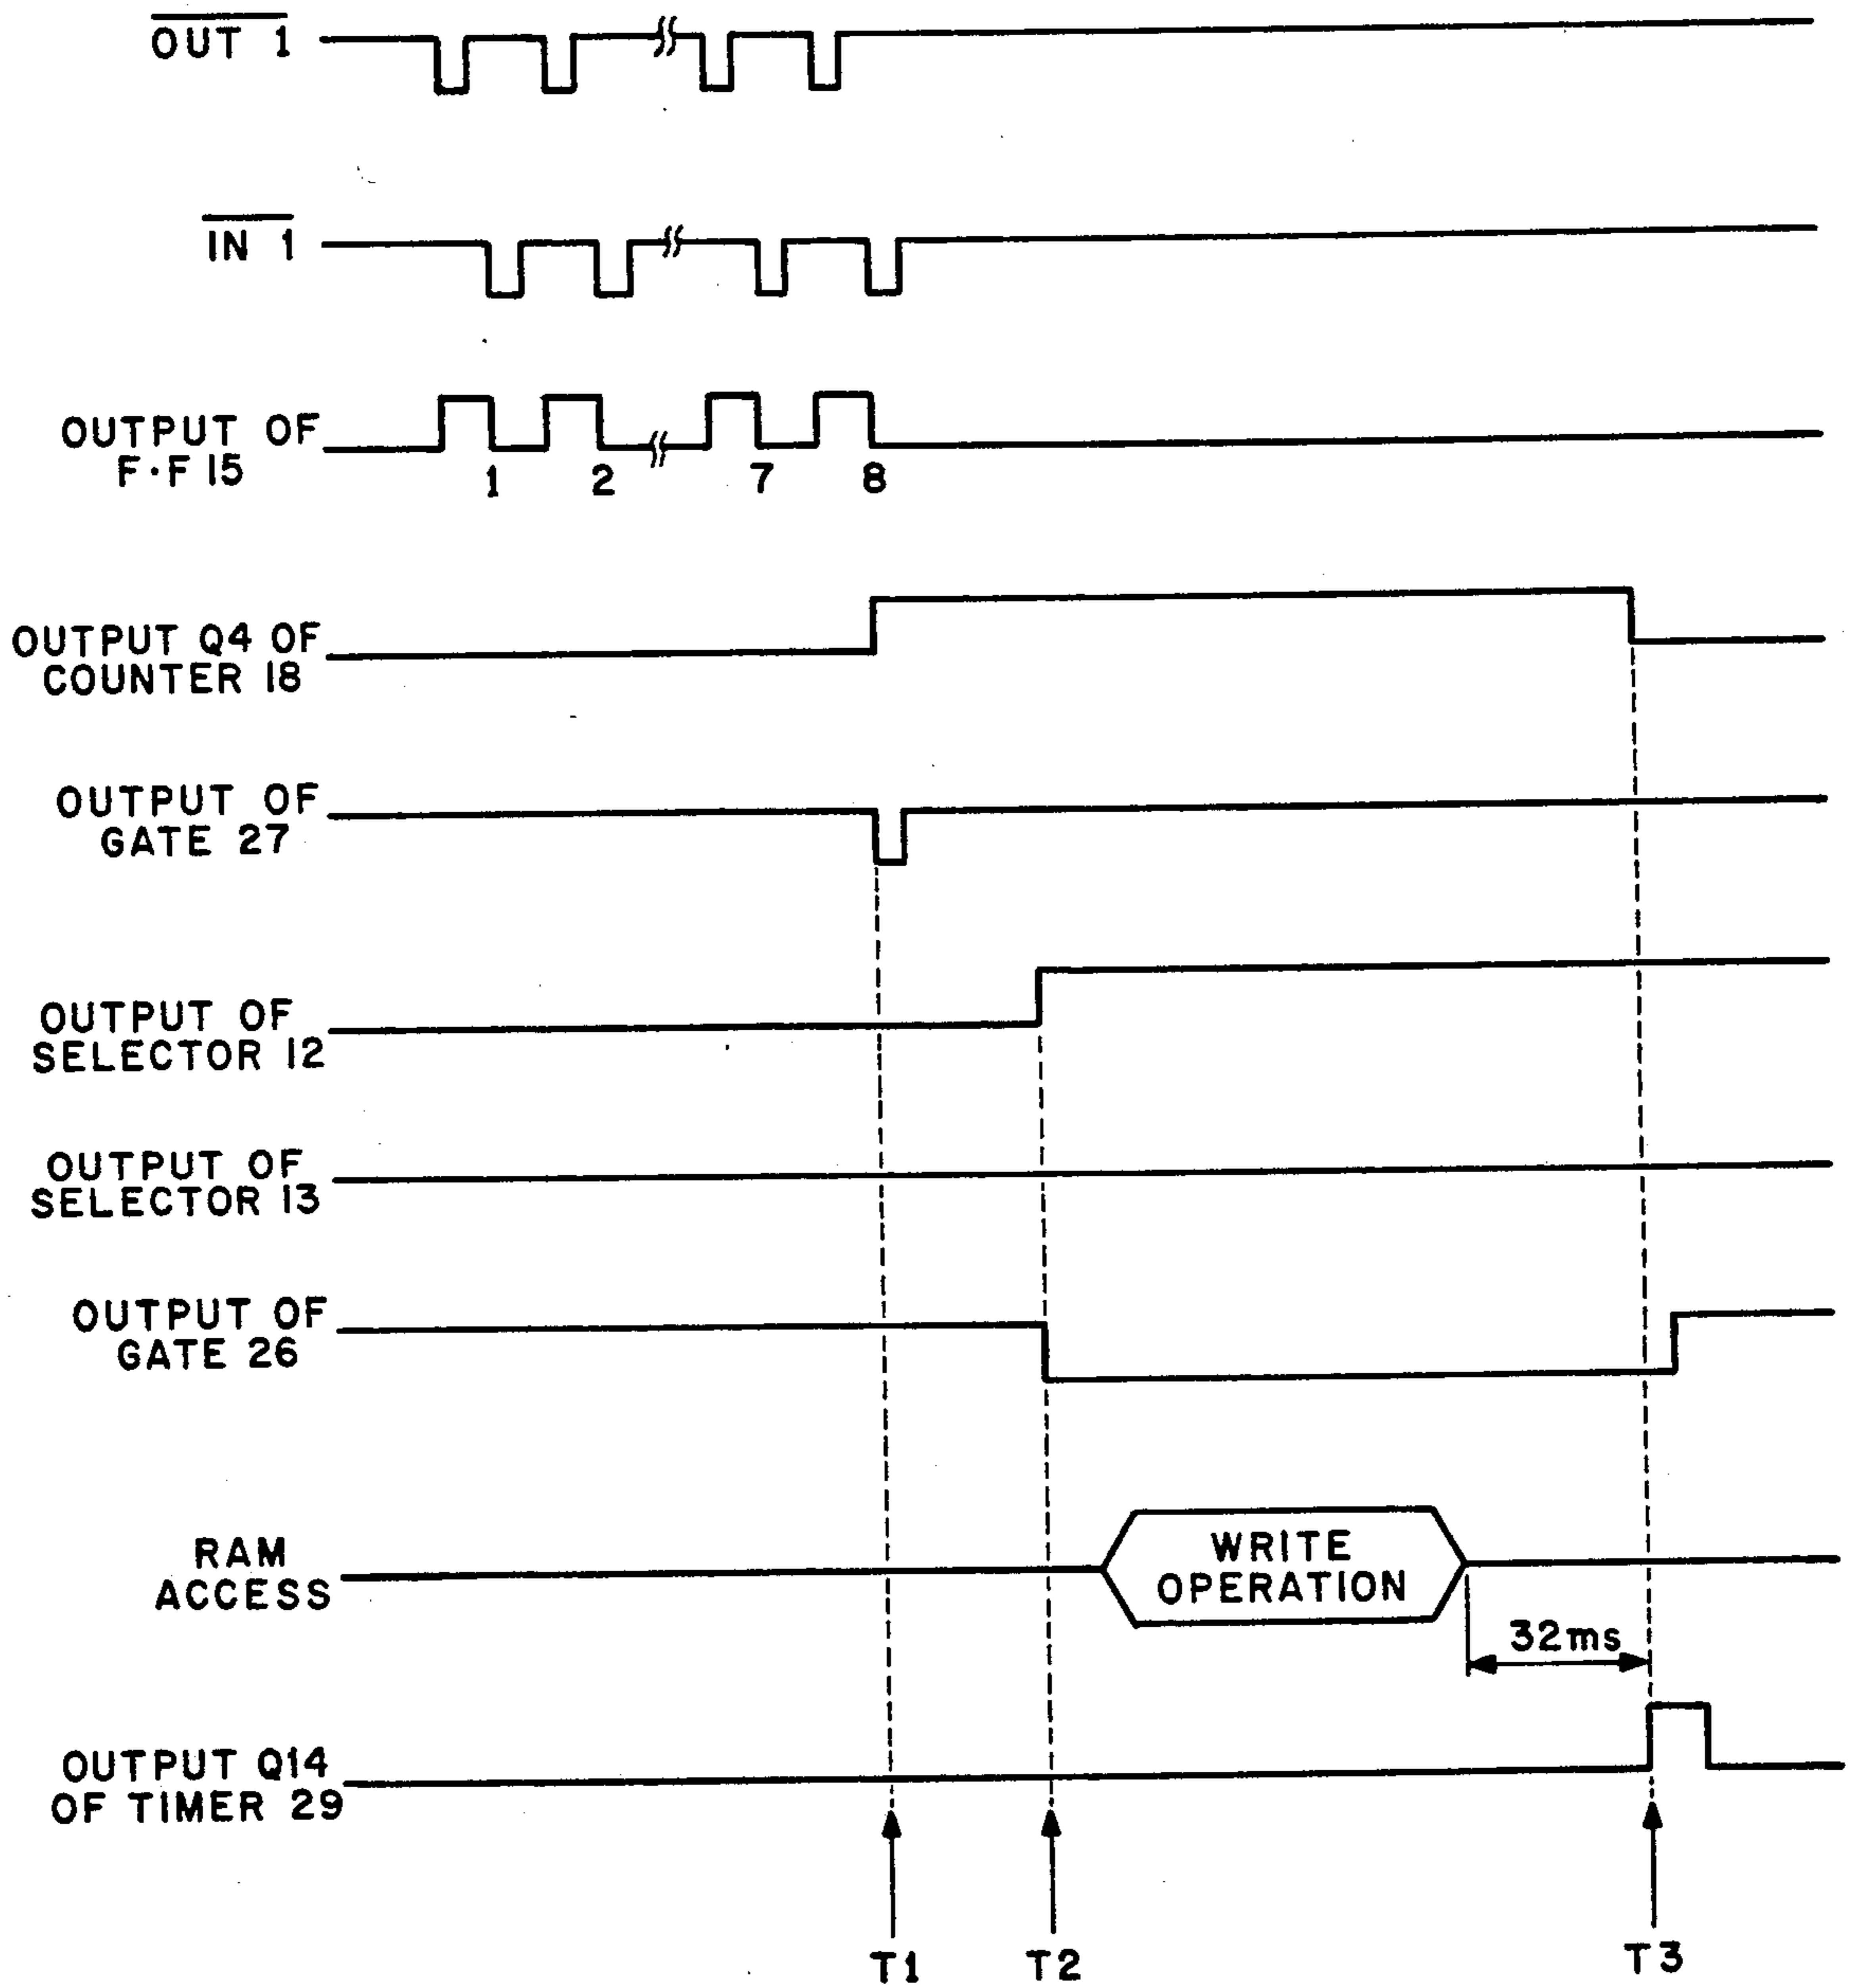 OUT 1
IN 1
OUTPUT OF
F·F 15
1 2 7 8
OUTPUT Q4 OF
COUNTER 18
OUTPUT OF
GATE 27
OUTPUT OF
SELECTOR 12
OUTPUT OF
SELECTOR 13
OUTPUT OF
GATE 26
RAM
ACCESS
WRITE
OPERATION
32ms
OUTPUT Q14
OF TIMER 29
T1 T2 T3